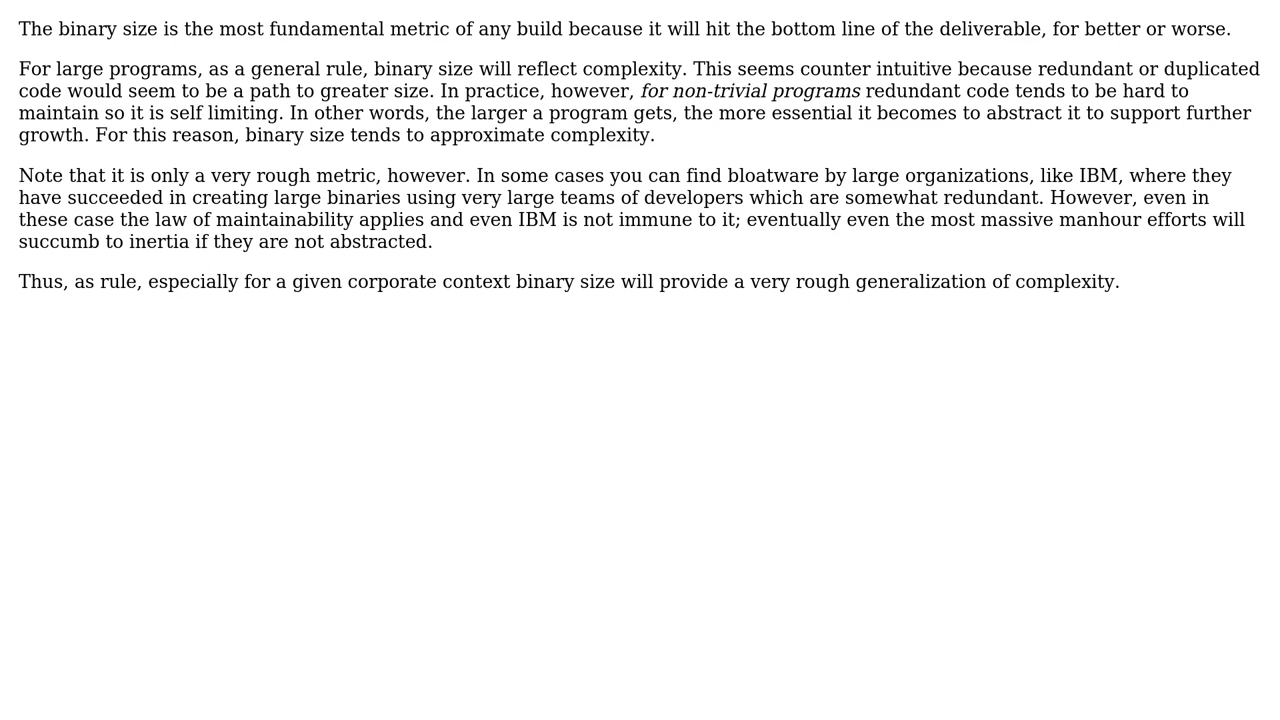 The binary size is the most fundamental metric of any build because it will hit the bottom line of the deliverable, for better or worse.
For large programs, as a general rule, binary size will reflect complexity. This seems counter intuitive because redundant or duplicated
code would seem to be a path to greater size. In practice, however, for non-trivial programs redundant code tends to be hard to
maintain so it is self limiting. In other words, the larger a program gets, the more essential it becomes to abstract it to support further
growth. For this reason, binary size tends to approximate complexity.
Note that it is only a very rough metric, however. In some cases you can find bloatware by large organizations, like IBM, where they
have succeeded in creating large binaries using very large teams of developers which are somewhat redundant. However, even in
these case the law of maintainability applies and even IBM is not immune to it; eventually even the most massive manhour efforts will
succumb to inertia if they are not abstracted.
Thus, as rule, especially for a given corporate context binary size will provide a very rough generalization of complexity.